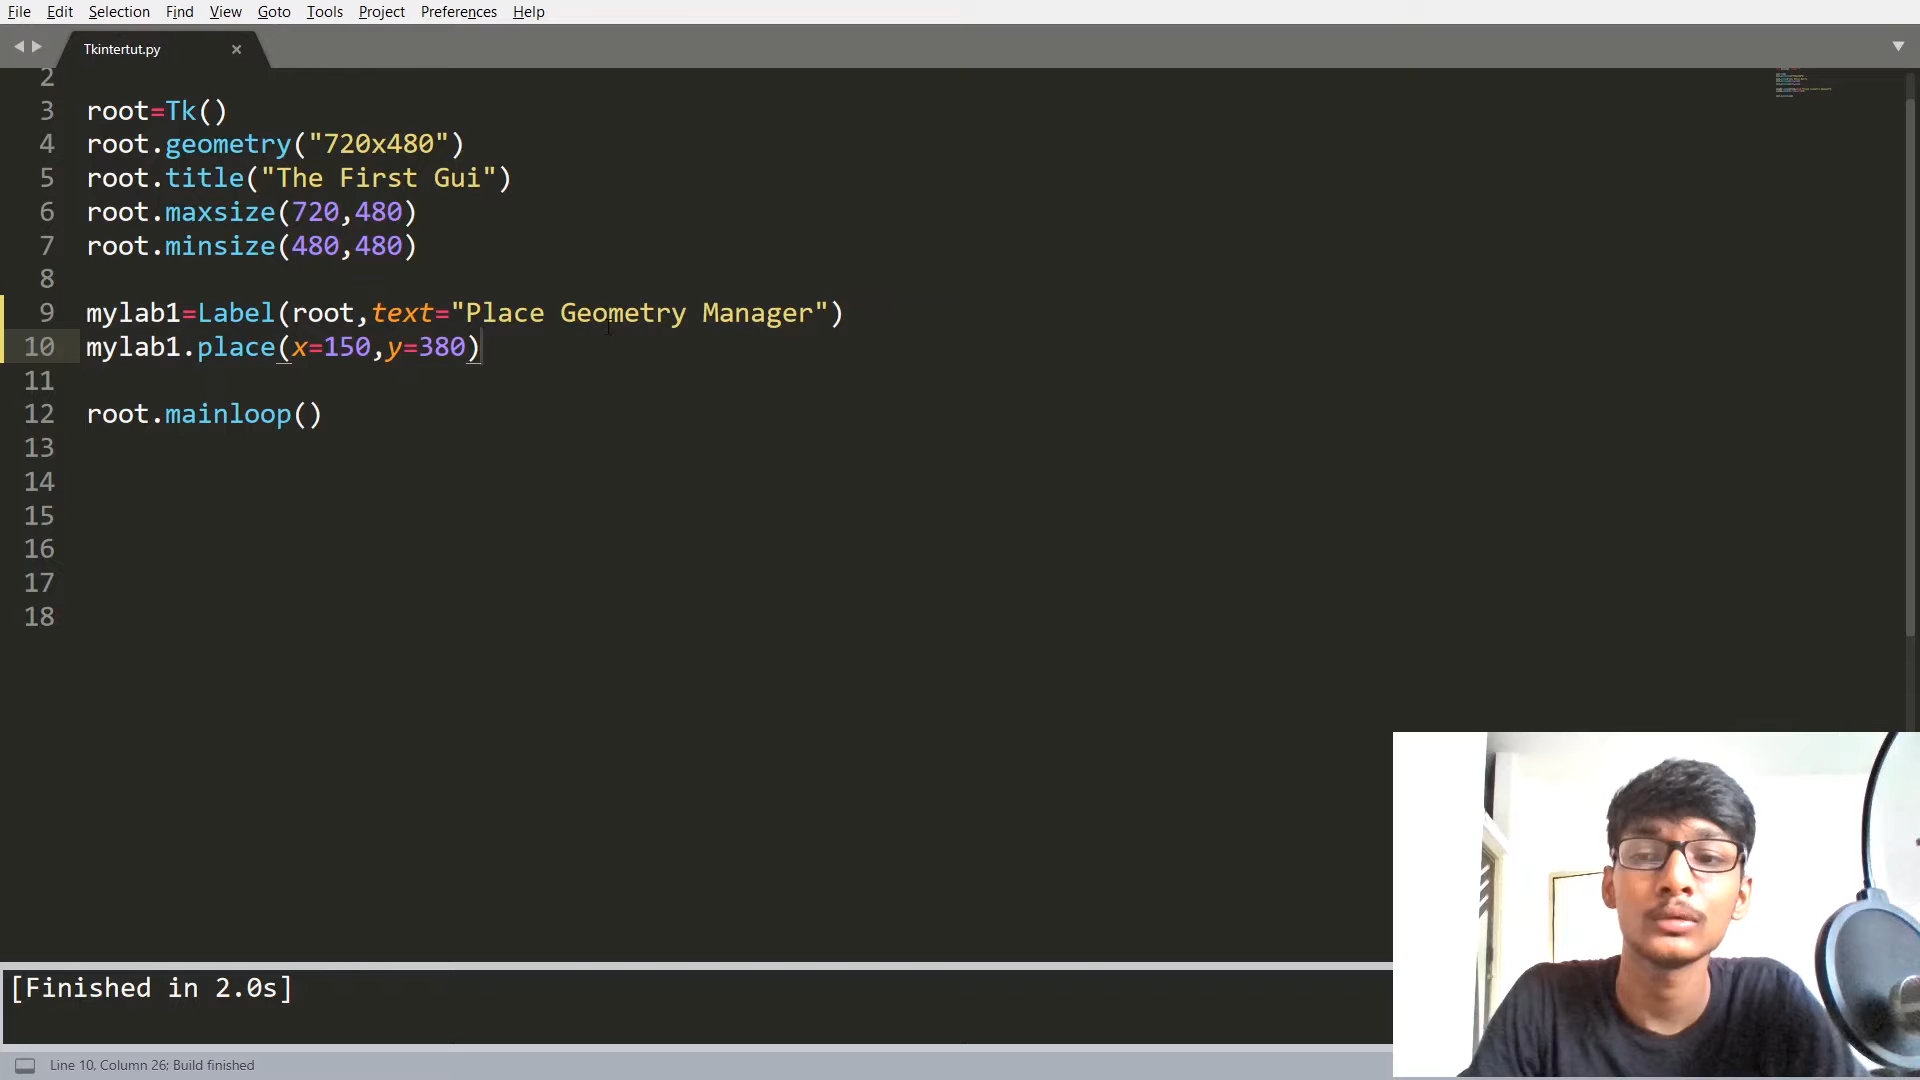 File Edit Selection Find View Goto Tools Project Preferences Help
Tkintertut.py
2
3 root=Tk()
4 root.geometry("720x480")
5 root.title("The First Gui")
6 root.maxsize(720,480)
7 root.minsize(480,480)
8
9 mylab1=Label(root,text="Place Geometry Manager")
10 mylab1.place(x=150,y=380)
11
12 root.mainloop()
13
14
15
16
17
18
[Finished in 2.0s]
Line 10, Column 26; Build finished